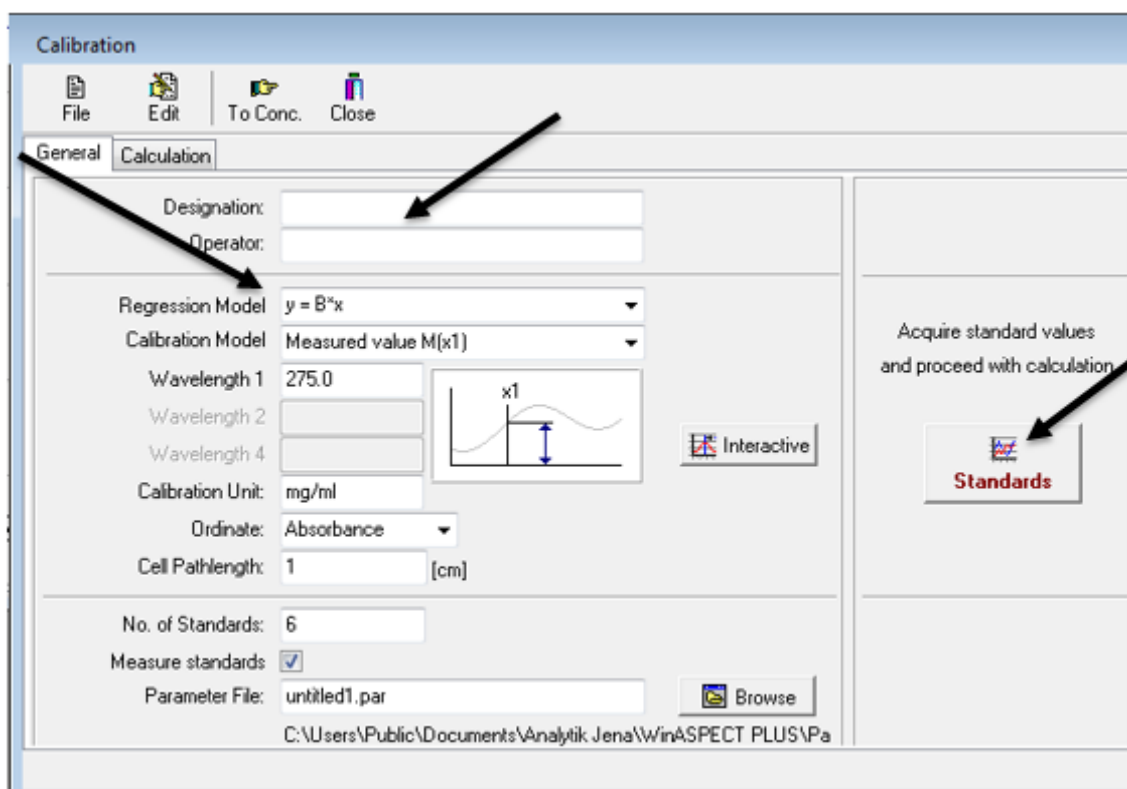 Calibration
File Edit To Conc. Close
General Calculation
Designation:
Operator:
Regression Model y = B*x
Calibration Model Measured value M(x1)
Wavelength 1 275.0
x1
Wavelength 2
Wavelength 4
Interactive
Calibration Unit: mg/ml
Ordinate: Absorbance
Cell Pathlength: 1 [cm]
No. of Standards: 6
Measure standards
Parameter File: untitled1.par Browse
C:\Users\Public\Documents\Analytik Jena\WinASPECT PLUS\Pa
Acquire standard values
and proceed with calculation
Standards